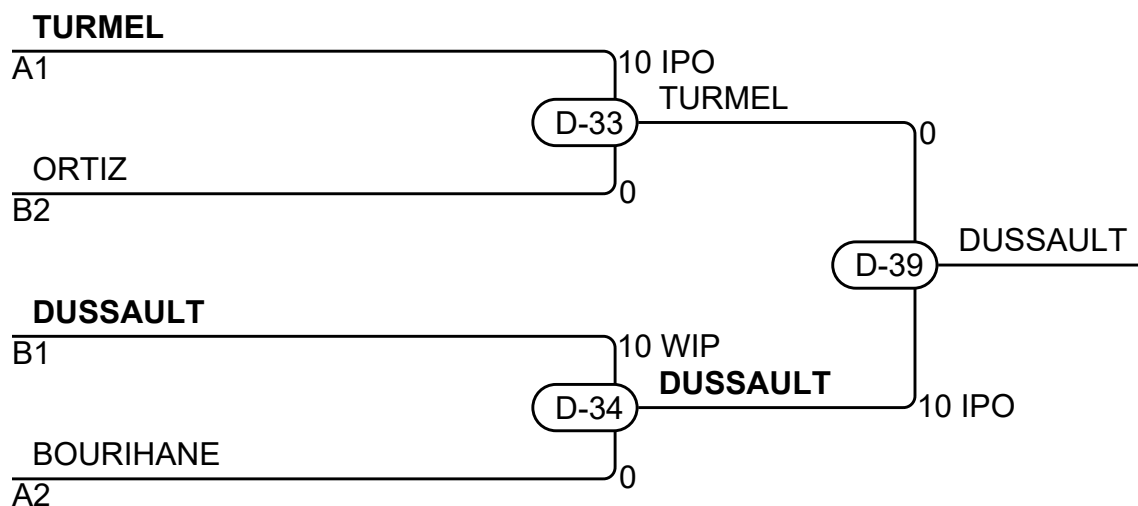 TURMEL
A1
10 IPO
TURMEL
D-33
0
ORTIZ
B2
0
DUSSAULT
D-39
DUSSAULT
B1
10 WIP
DUSSAULT
D-34
10 IPO
BOURIHANE
A2
0